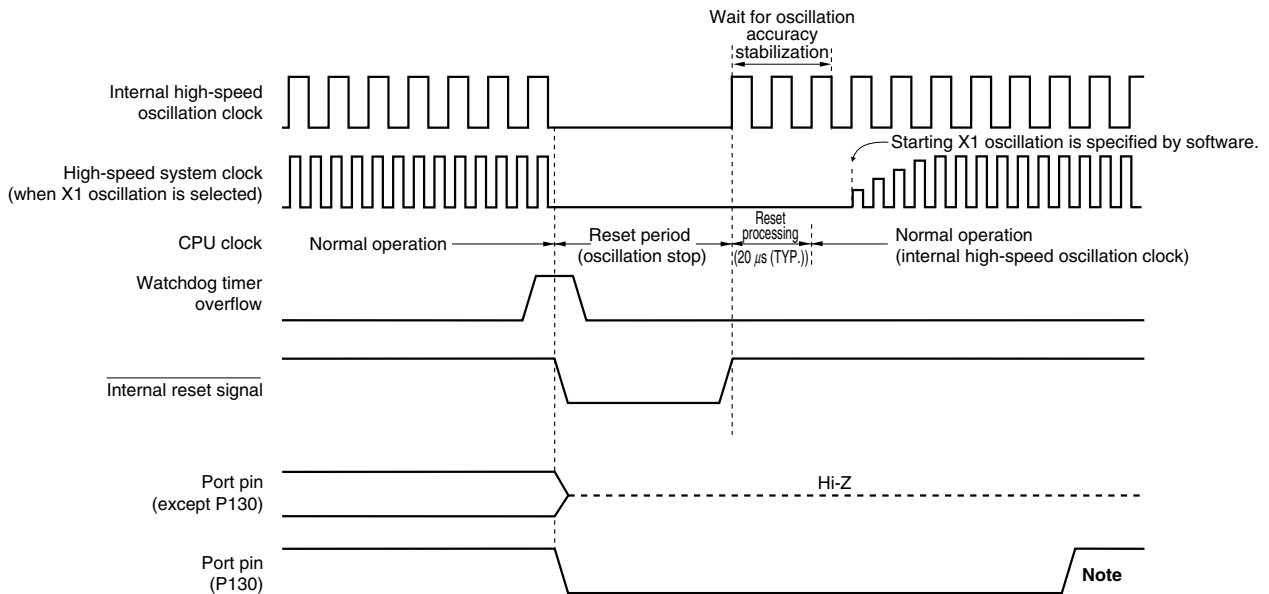 Wait for oscillation
accuracy
stabilization
Internal high-speed
oscillation clock
Starting X1 oscillation is specified by software.
High-speed system clock
(when X1 oscillation is selected)
CPU clock
Normal operation
Reset period
(oscillation stop)
Reset
processing
(20 μs (TYP.))
Normal operation
(internal high-speed oscillation clock)
Watchdog timer
overflow
Internal reset signal
Port pin
(except P130)
Hi-Z
Port pin
(P130)
Note